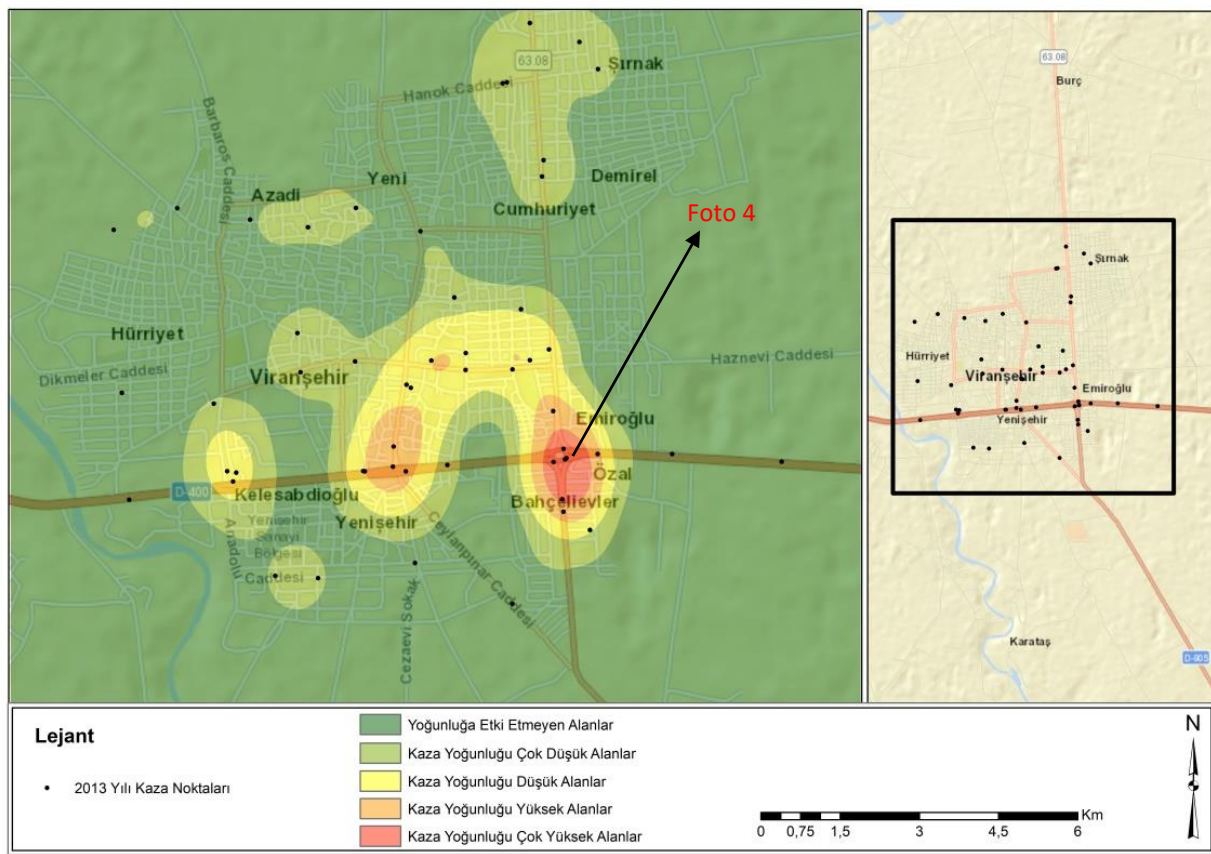 63.08
Şırnak
Hanok Caddesi
Barbaros Caddesi
Yeni
Azadi
Demirel
Cumhuriyet
Foto 4
Hürriyet
Haznevi Caddesi
Dikmeler Caddesi
Viranşehir
Emiroğlu
Özal
D-400
Kelesabdioğlu
Bahçelievler
Yenişehir
Yenişehir
Sanayi
Bölgesi
Anadolu
Caddesi
Ceylanpınar Caddesi
Cezaevi Sokak
63.08
Burç
Şırnak
Hürriyet
Viranşehir
Emiroğlu
Yenişehir
Karataş
D-905
Lejant
2013 Yılı Kaza Noktaları
Yoğunluğa Etki Etmeyen Alanlar
Kaza Yoğunluğu Çok Düşük Alanlar
Kaza Yoğunluğu Düşük Alanlar
Kaza Yoğunluğu Yüksek Alanlar
Kaza Yoğunluğu Çok Yüksek Alanlar
N
Km
0 0,75 1,5 3 4,5 6